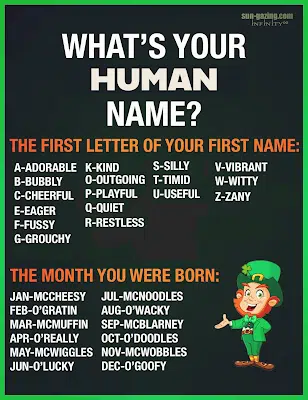 sun-gazing.com
INFINITY∞
WHAT'S YOUR
HUMAN
NAME?
THE FIRST LETTER OF YOUR FIRST NAME:
A-ADORABLE
B-BUBBLY
C-CHEERFUL
E-EAGER
F-FUSSY
G-GROUCHY
K-KIND
O-OUTGOING
P-PLAYFUL
Q-QUIET
R-RESTLESS
S-SILLY
T-TIMID
U-USEFUL
V-VIBRANT
W-WITTY
Z-ZANY
THE MONTH YOU WERE BORN:
JAN-MCCHEESY
FEB-O'GRATIN
MAR-MCMUFFIN
APR-O'REALLY
MAY-MCWIGGLES
JUN-O'LUCKY
JUL-MCNOODLES
AUG-O'WACKY
SEP-MCBLARNEY
OCT-O'DOODLES
NOV-MCWOBBLES
DEC-O'GOOFY